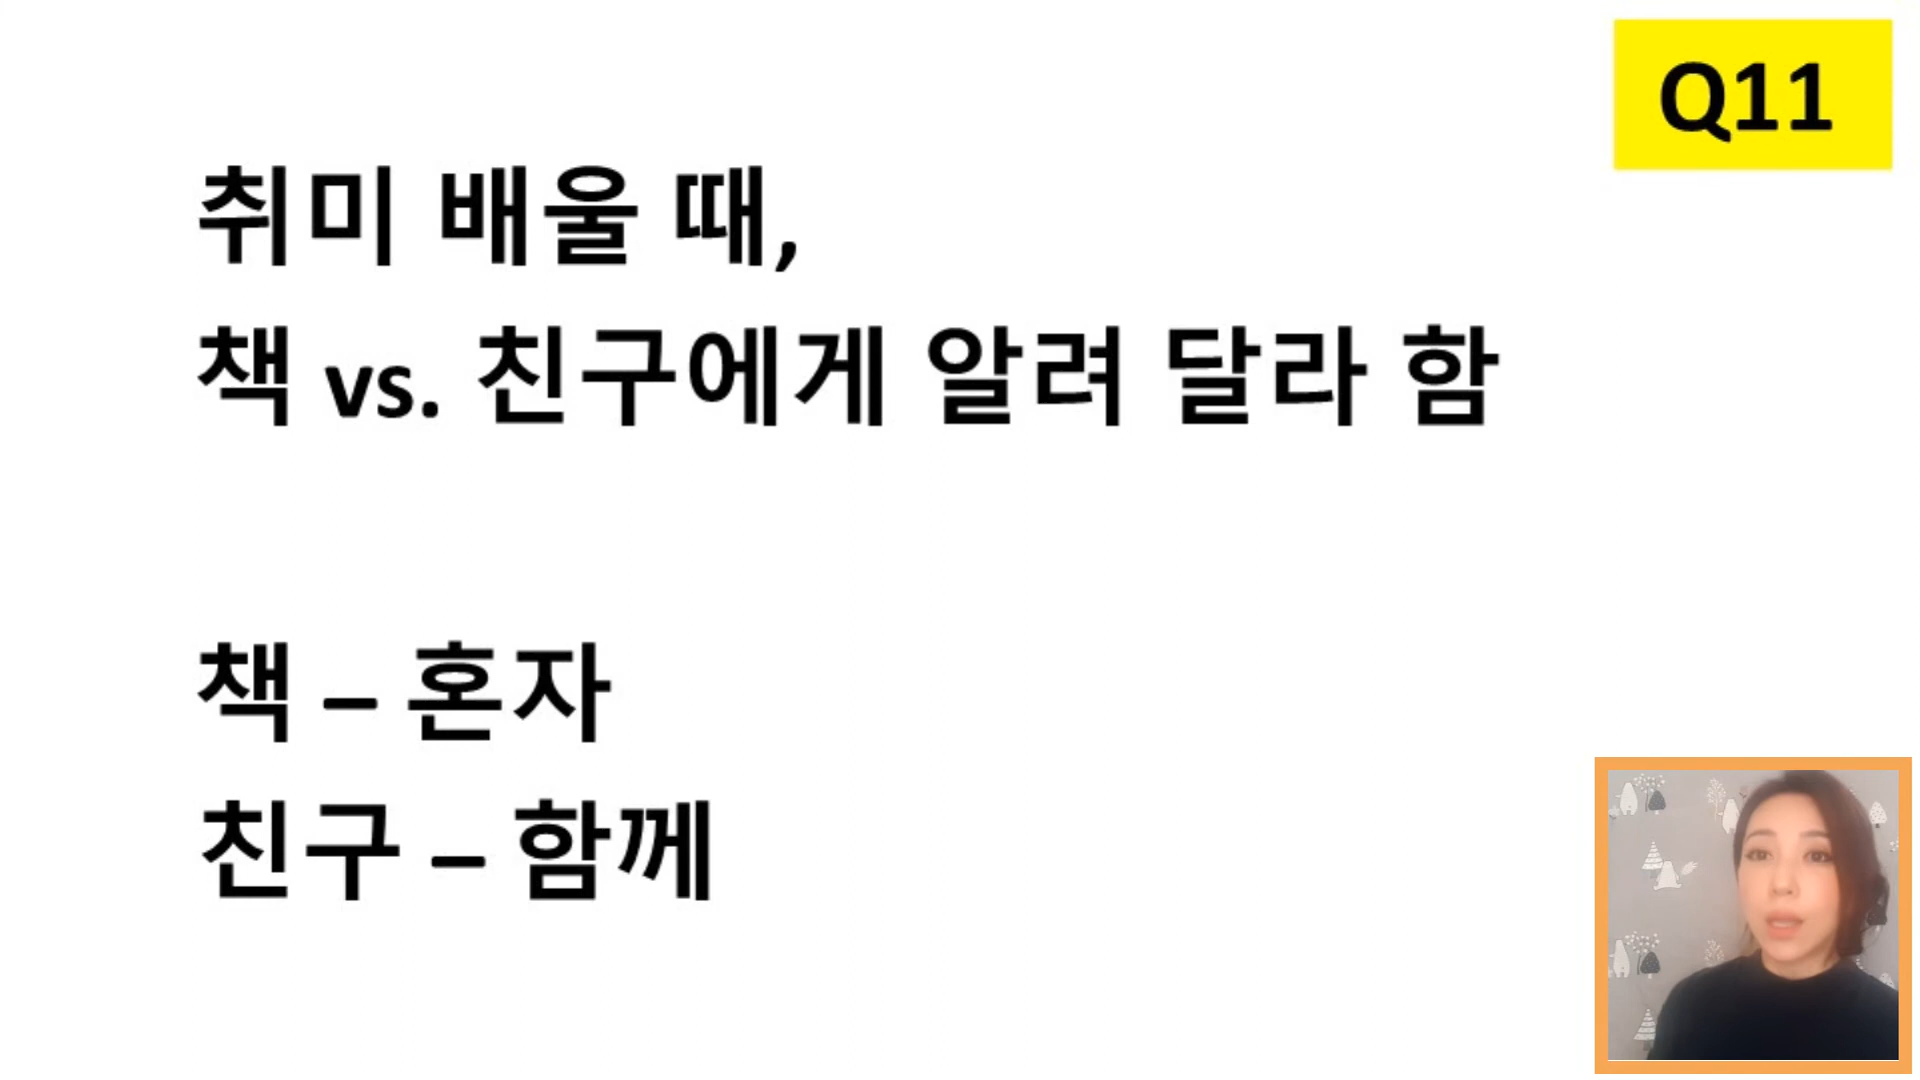 Q11
취미 배울 때,
책 vs. 친구에게 알려 달라 함
책 – 혼자
친구 – 함께